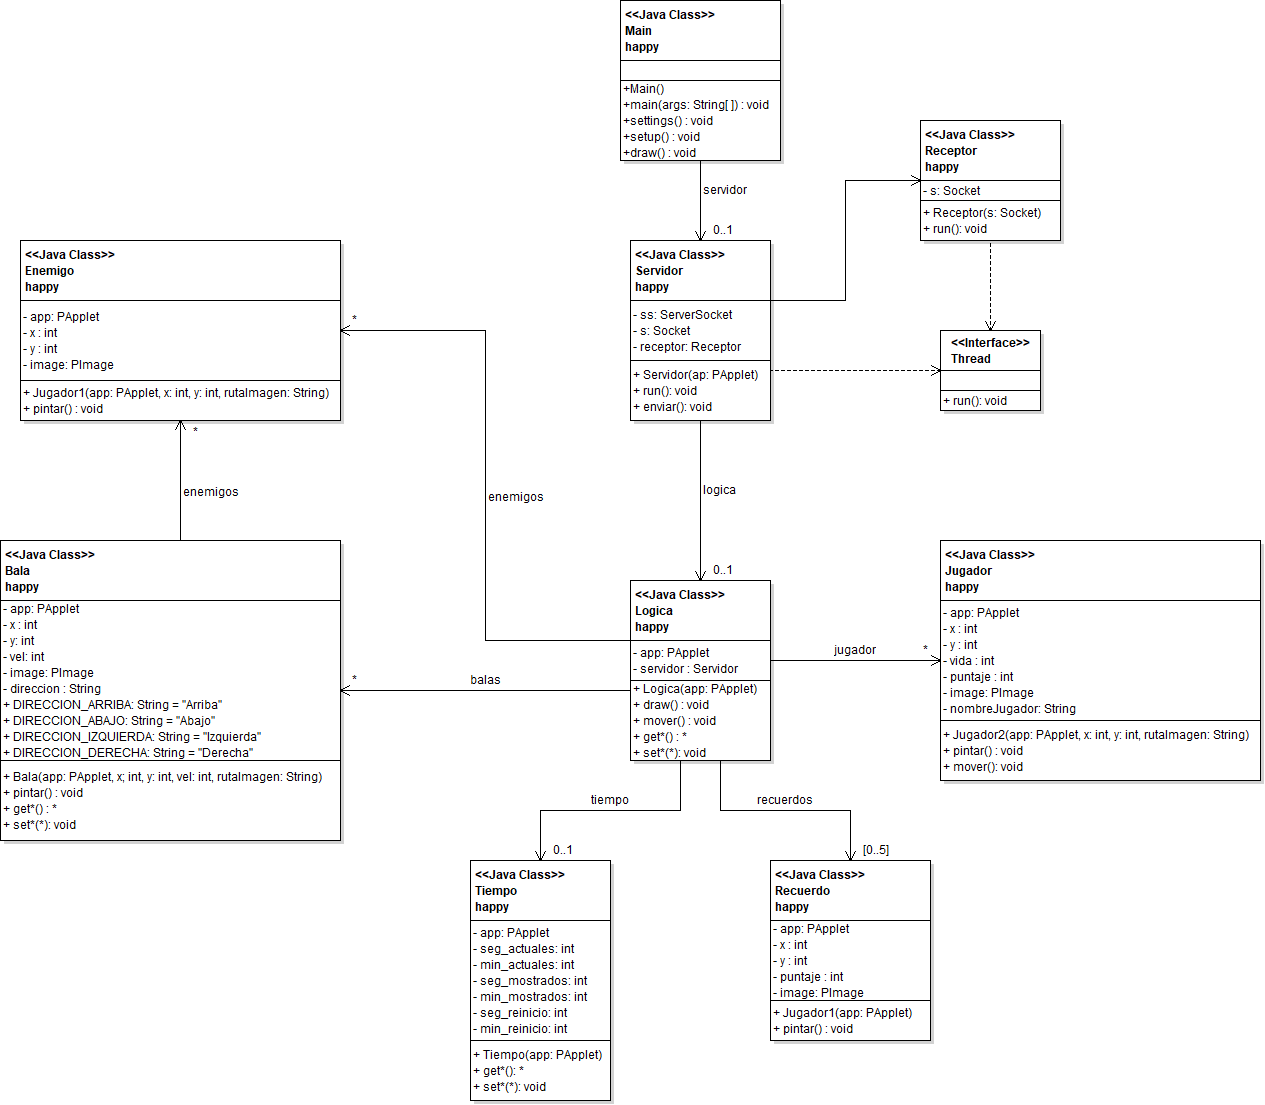 <<Java Class>>
Main
happy
+Main()
+main(args: String[ ]) : void
+settings() : void
+setup() : void
+draw() : void
servidor
0..1
<<Java Class>>
Receptor
happy
- s: Socket
+ Receptor(s: Socket)
+ run(): void
<<Java Class>>
Enemigo
happy
- app: PApplet
- x : int
- y : int
- image: PImage
+ Jugador1(app: PApplet, x: int, y: int, rutaImagen: String)
+ pintar() : void
*
<<Java Class>>
Servidor
happy
- ss: ServerSocket
- s: Socket
- receptor: Receptor
+ Servidor(ap: PApplet)
+ run(): void
+ enviar(): void
<<Interface>>
Thread
+ run(): void
*
enemigos
enemigos
logica
0..1
<<Java Class>>
Bala
happy
- app: PApplet
- x : int
- y: int
- vel: int
- image: PImage
- direccion : String
+ DIRECCION_ARRIBA: String = "Arriba"
+ DIRECCION_ABAJO: String = "Abajo"
+ DIRECCION_IZQUIERDA: String = "Izquierda"
+ DIRECCION_DERECHA: String = "Derecha"
+ Bala(app: PApplet, x; int, y: int, vel: int, rutaImagen: String)
+ pintar() : void
+ get*() : *
+ set*(*): void
*
balas
<<Java Class>>
Logica
happy
- app: PApplet
- servidor : Servidor
+ Logica(app: PApplet)
+ draw() : void
+ mover() : void
+ get*() : *
+ set*(*): void
jugador
*
<<Java Class>>
Jugador
happy
- app: PApplet
- x : int
- y : int
- vida : int
- puntaje : int
- image: PImage
- nombreJugador: String
+ Jugador2(app: PApplet, x: int, y: int, rutaImagen: String)
+ pintar() : void
+ mover(): void
tiempo
0..1
recuerdos
[0..5]
<<Java Class>>
Tiempo
happy
- app: PApplet
- seg_actuales: int
- min_actuales: int
- seg_mostrados: int
- min_mostrados: int
- seg_reinicio: int
- min_reinicio: int
+ Tiempo(app: PApplet)
+ get*(): *
+ set*(*): void
<<Java Class>>
Recuerdo
happy
- app: PApplet
- x : int
- y : int
- puntaje : int
- image: PImage
+ Jugador1(app: PApplet)
+ pintar() : void